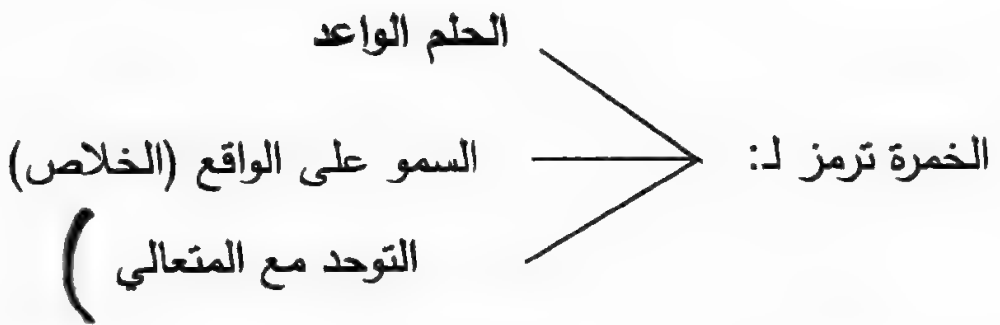 الحلم الواعد
الخمرة ترمز لـ:
السمو على الواقع (الخلاص)
التوحد مع المتعالي )